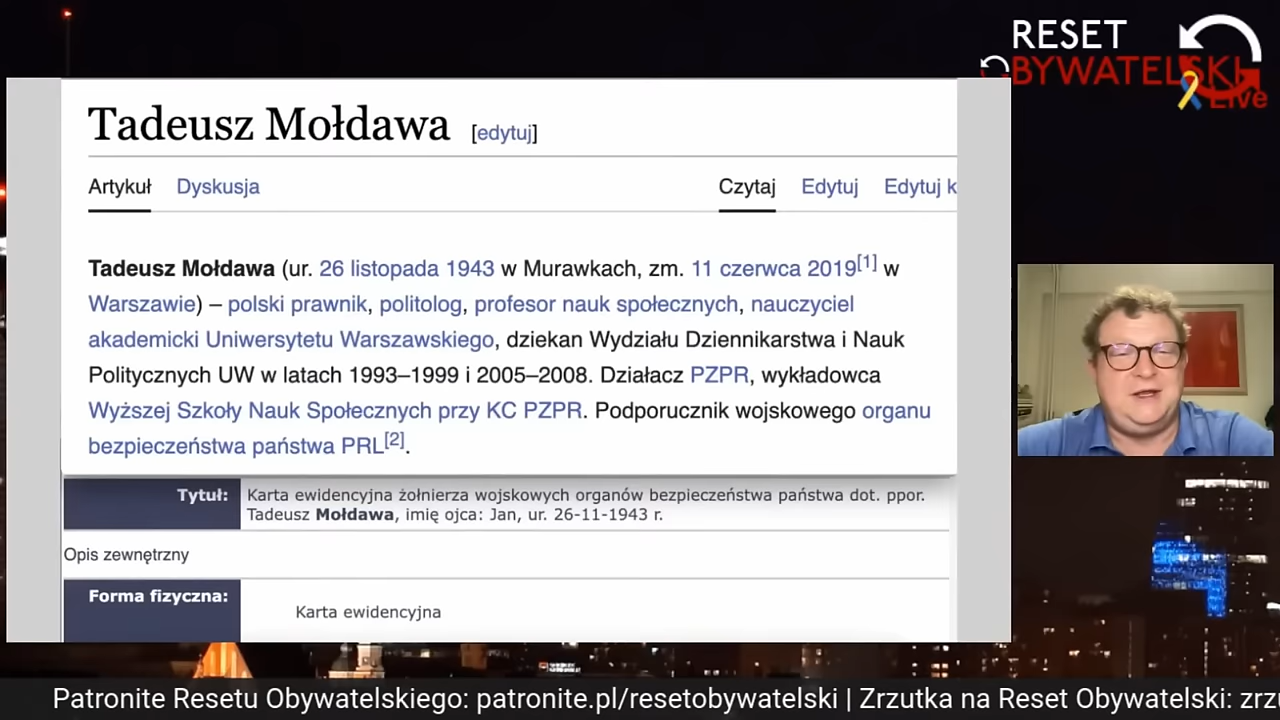 RESET
OBYWATELSKI
Live
Tadeusz Mołdawa [edytuj]
Artykuł Dyskusja Czytaj Edytuj Edytuj k
Tadeusz Mołdawa (ur. 26 listopada 1943 w Murawkach, zm. 11 czerwca 2019[1] w
Warszawie) – polski prawnik, politolog, profesor nauk społecznych, nauczyciel
akademicki Uniwersytetu Warszawskiego, dziekan Wydziału Dziennikarstwa i Nauk
Politycznych UW w latach 1993–1999 i 2005–2008. Działacz PZPR, wykładowca
Wyższej Szkoły Nauk Społecznych przy KC PZPR. Podporucznik wojskowego organu
bezpieczeństwa państwa PRL[2].
Tytuł: Karta ewidencyjna żołnierza wojskowych organów bezpieczeństwa państwa dot. ppor.
Tadeusz Mołdawa, imię ojca: Jan, ur. 26-11-1943 r.
Opis zewnętrzny
Forma fizyczna:
Karta ewidencyjna
Patronite Resetu Obywatelskiego: patronite.pl/resetobywatelski | Zrzutka na Reset Obywatelski: zrz